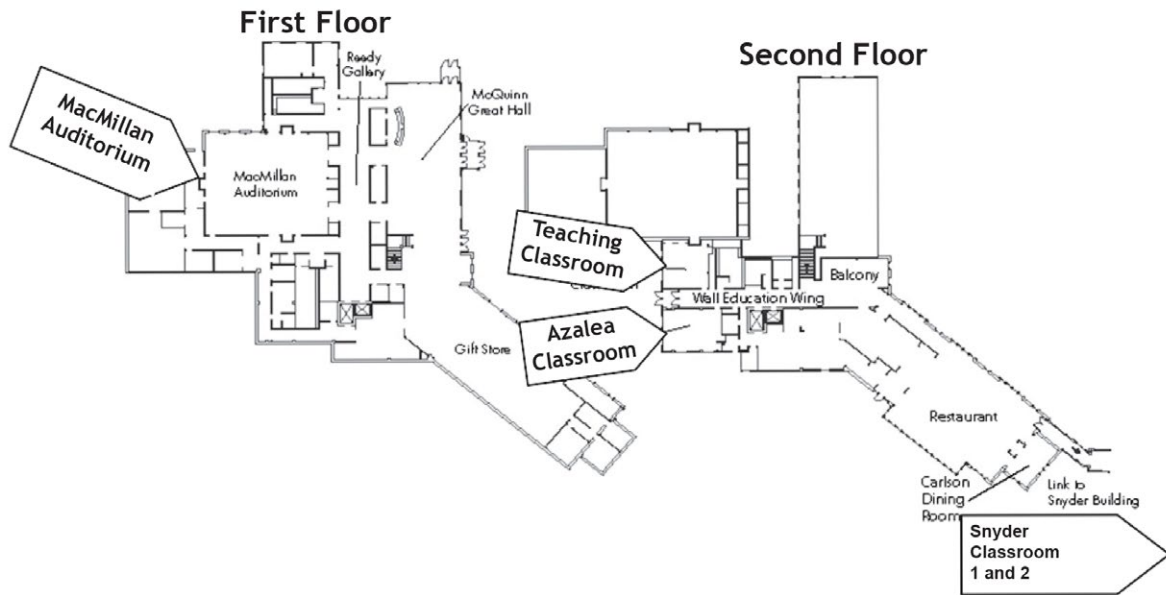 First Floor
Second Floor
Reedy
Gallery
McQuinn
Great Hall
MacMillan
Auditorium
MacMillan
Auditorium
Teaching
Classroom
Balcony
Wall Education Wing
Azalea
Classroom
Gift Store
Restaurant
Carlson
Dining
Room
Link to
Snyder Building
Snyder
Classroom
1 and 2